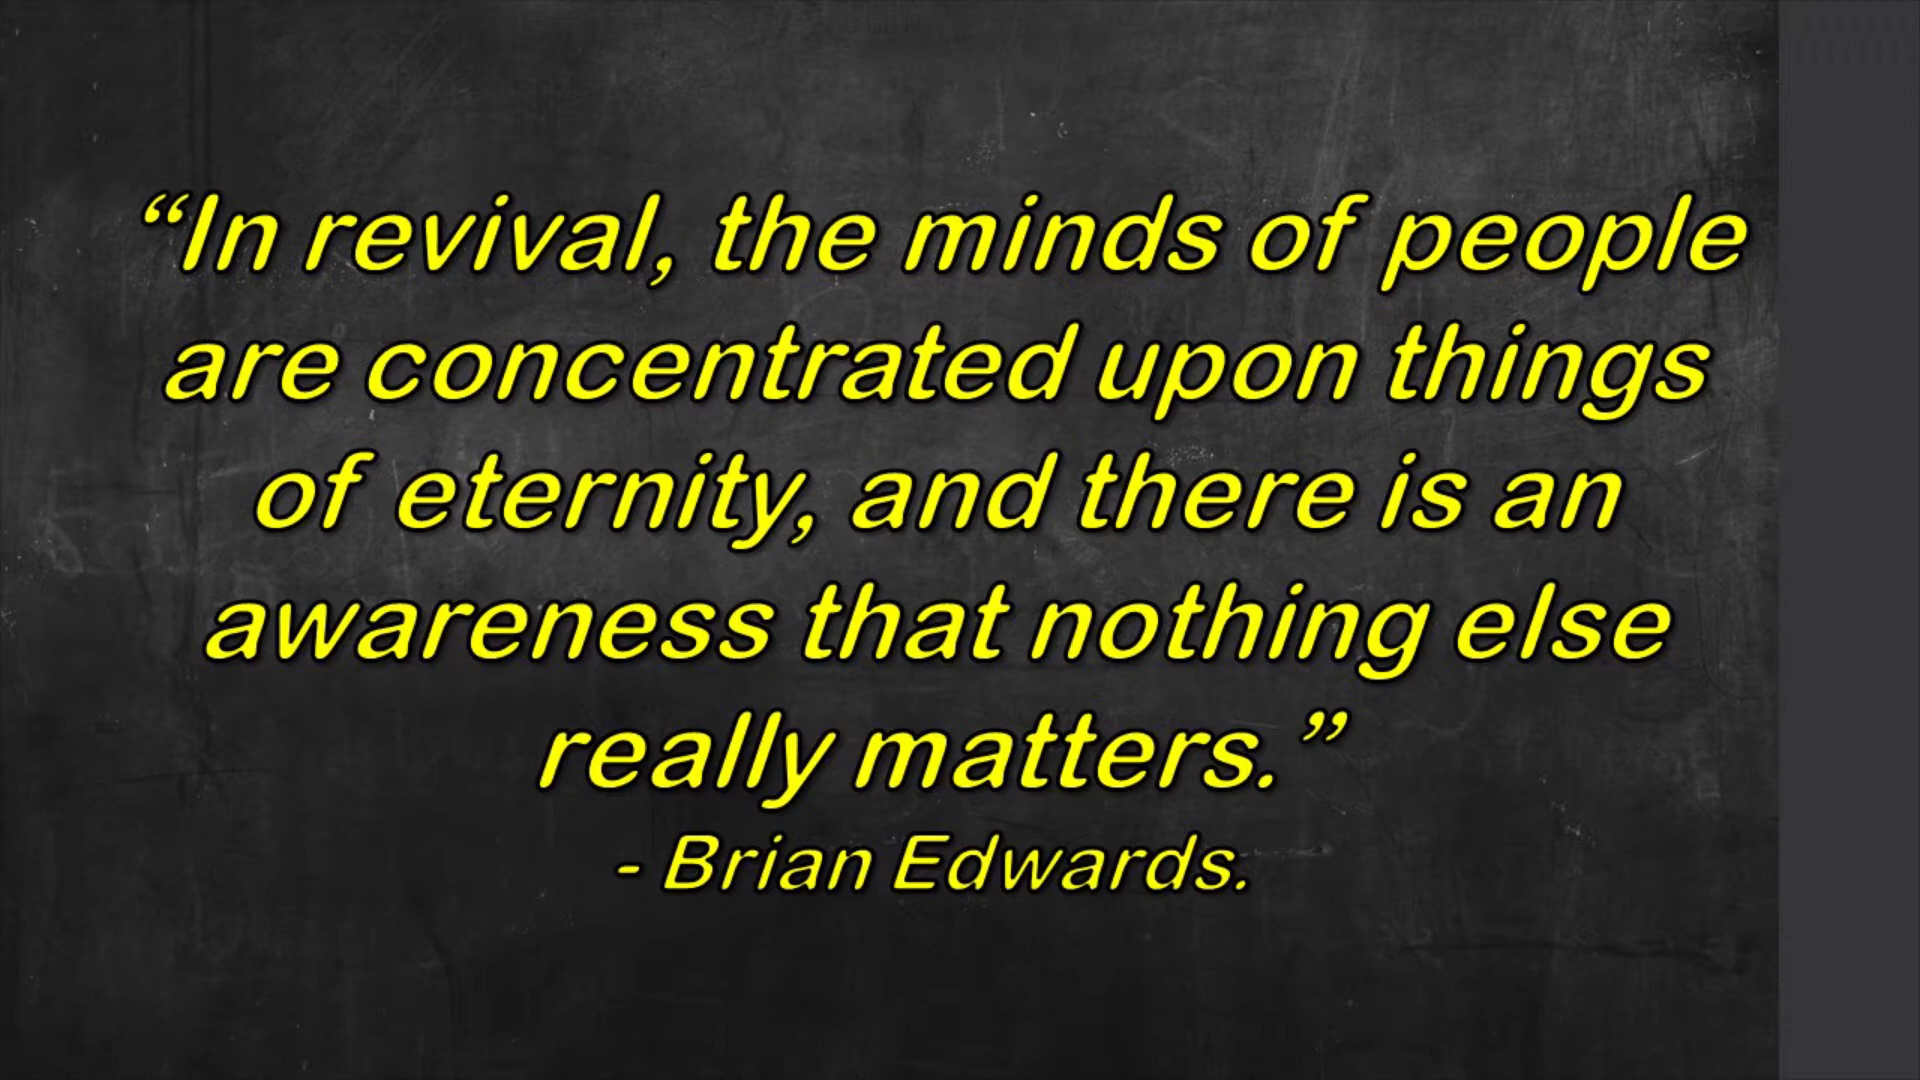 “In revival, the minds of people
are concentrated upon things
of eternity, and there is an
awareness that nothing else
really matters.”
- Brian Edwards.